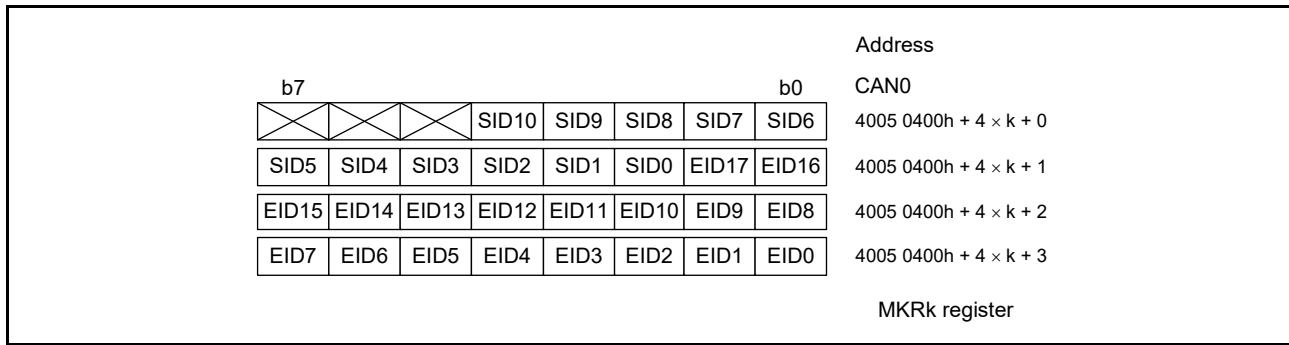 Address
b7 b0 CAN0
SID10 SID9 SID8 SID7 SID6 4005 0400h + 4 × k + 0
SID5 SID4 SID3 SID2 SID1 SID0 EID17 EID16 4005 0400h + 4 × k + 1
EID15 EID14 EID13 EID12 EID11 EID10 EID9 EID8 4005 0400h + 4 × k + 2
EID7 EID6 EID5 EID4 EID3 EID2 EID1 EID0 4005 0400h + 4 × k + 3
MKRk register